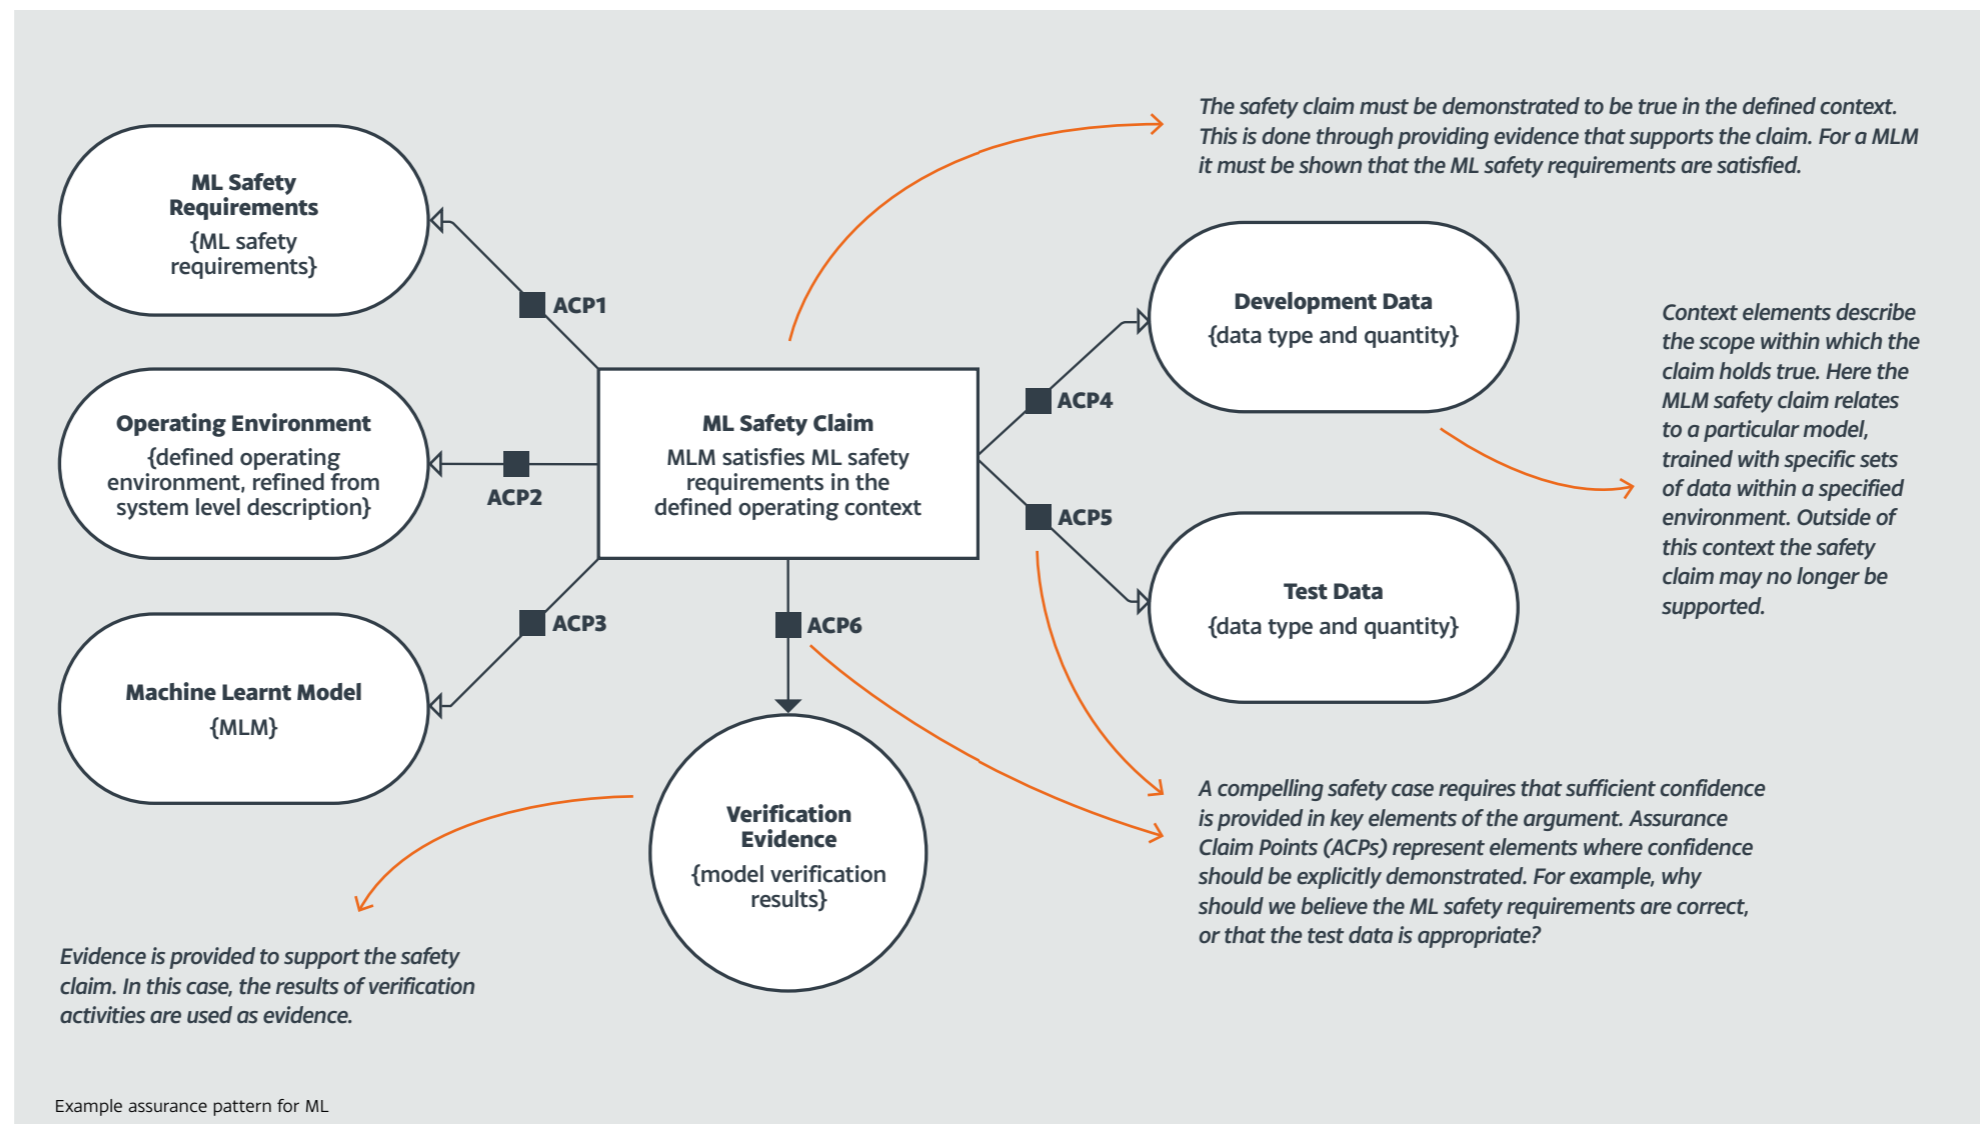 The safety claim must be demonstrated to be true in the defined context.
This is done through providing evidence that supports the claim. For a MLM
it must be shown that the ML safety requirements are satisfied.
ML Safety
Requirements
{ML safety
requirements}
ACP1
Operating Environment
{defined operating
environment, refined from
system level description}
ACP2
Machine Learnt Model
{MLM}
ACP3
ML Safety Claim
MLM satisfies ML safety
requirements in the
defined operating context
ACP4
Development Data
{data type and quantity}
ACP5
Test Data
{data type and quantity}
Context elements describe
the scope within which the
claim holds true. Here the
MLM safety claim relates
to a particular model,
trained with specific sets
of data within a specified
environment. Outside of
this context the safety
claim may no longer be
supported.
ACP6
Verification
Evidence
{model verification
results}
A compelling safety case requires that sufficient confidence
is provided in key elements of the argument. Assurance
Claim Points (ACPs) represent elements where confidence
should be explicitly demonstrated. For example, why
should we believe the ML safety requirements are correct,
or that the test data is appropriate?
Evidence is provided to support the safety
claim. In this case, the results of verification
activities are used as evidence.
Example assurance pattern for ML